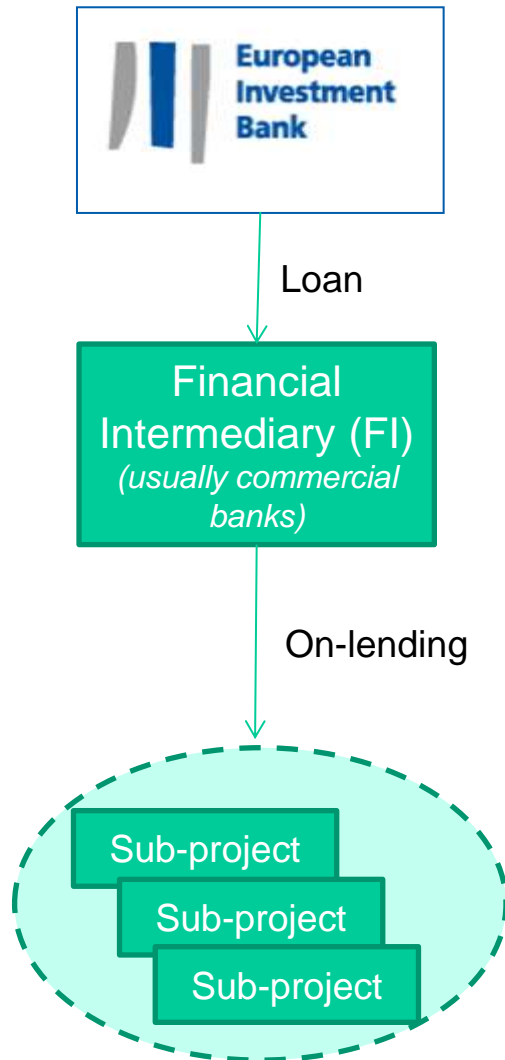 European
Investment
Bank
Loan
Financial
Intermediary (FI)
(usually commercial
banks)
On-lending
Sub-project
Sub-project
Sub-project